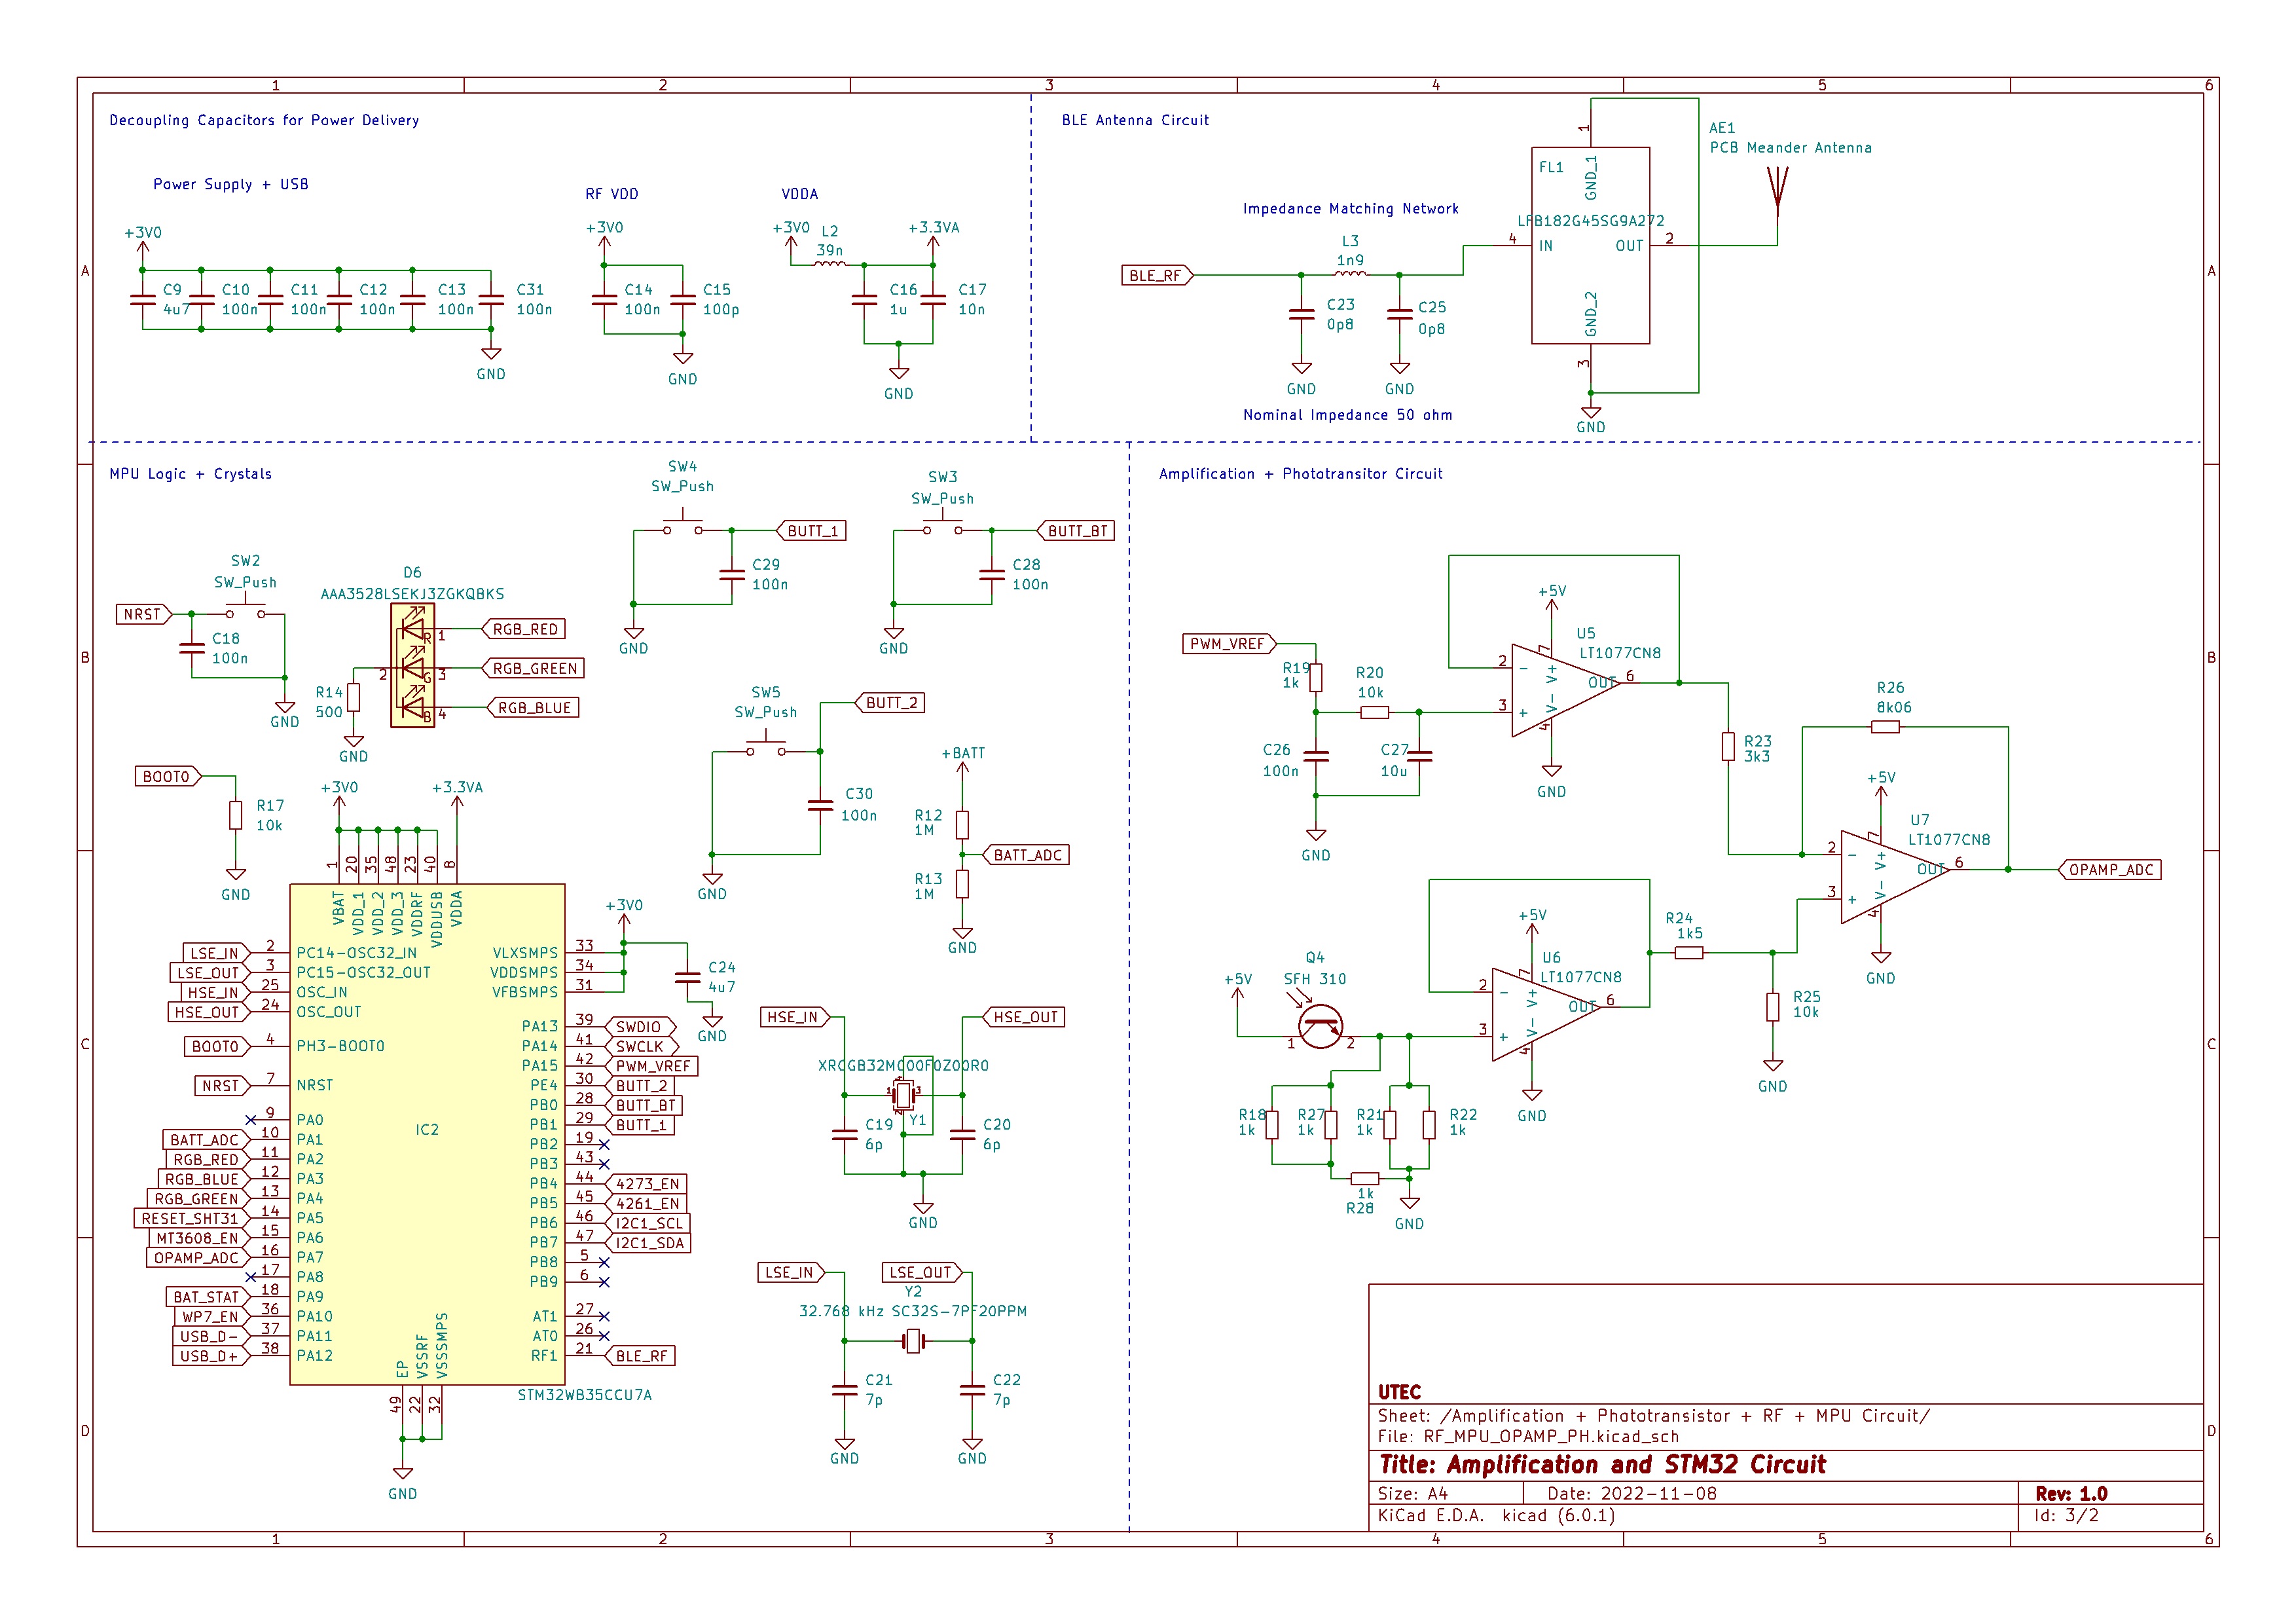 1 2 3 4 5 6
A
B
C
D
Decoupling Capacitors for Power Delivery
Power Supply + USB
+3V0
C9
4u7
C10
100n
C11
100n
C12
100n
C13
100n
C31
100n
GND
RF VDD
+3V0
C14
100n
C15
100p
GND
VDDA
+3V0
L2
39n
+3.3VA
C16
1u
C17
10n
GND
BLE Antenna Circuit
Impedance Matching Network
BLE_RF
L3
1n9
C23
0p8
C25
0p8
GND
GND
Nominal Impedance 50 ohm
FL1
LFB182G45SG9A272
1
GND_1
4
IN
OUT
2
GND_2
3
GND
AE1
PCB Meander Antenna
MPU Logic + Crystals
SW4
SW_Push
BUTT_1
C29
100n
GND
SW3
SW_Push
BUTT_BT
C28
100n
GND
SW2
SW_Push
NRST
C18
100n
GND
D6
AAA3528LSEKJ3ZGKQBKS
R
1
RGB_RED
2
G
3
RGB_GREEN
B
4
RGB_BLUE
R14
500
GND
SW5
SW_Push
BUTT_2
C30
100n
GND
+BATT
R12
1M
BATT_ADC
R13
1M
GND
BOOT0
R17
10k
GND
+3V0
+3.3VA
1 20 35 48 23 40 8
VBAT
VDD_1
VDD_2
VDD_3
VDDRF
VDDUSB
VDDA
LSE_IN 2 PC14-OSC32_IN
LSE_OUT 3 PC15-OSC32_OUT
HSE_IN 25 OSC_IN
HSE_OUT 24 OSC_OUT
BOOT0 4 PH3-BOOT0
NRST 7 NRST
9 PA0
BATT_ADC 10 PA1
RGB_RED 11 PA2
RGB_BLUE 12 PA3
RGB_GREEN 13 PA4
RESET_SHT31 14 PA5
MT3608_EN 15 PA6
OPAMP_ADC 16 PA7
17 PA8
BAT_STAT 18 PA9
WP7_EN 36 PA10
USB_D- 37 PA11
USB_D+ 38 PA12
IC2
VLXSMPS 33
VDDSMPS 34
VFBSMPS 31
PA13 39 SWDIO
PA14 41 SWCLK
PA15 42 PWM_VREF
PE4 30 BUTT_2
PB0 28 BUTT_BT
PB1 29 BUTT_1
PB2 19
PB3 43
PB4 44 4273_EN
PB5 45 4261_EN
PB6 46 I2C1_SCL
PB7 47 I2C1_SDA
PB8 5
PB9 6
AT1 27
AT0 26
RF1 21 BLE_RF
EP
VSSRF
VSSSMPS
49 22 32
STM32WB35CCU7A
GND
+3V0
C24
4u7
GND
HSE_IN
HSE_OUT
XRCGB32M000F0Z00R0
1
3
Y1
C19
6p
C20
6p
GND
LSE_IN
LSE_OUT
Y2
32.768 kHz SC32S-7PF20PPM
C21
7p
C22
7p
GND
GND
Amplification + Phototransitor Circuit
PWM_VREF
R19
1k
R20
10k
C26
100n
C27
10u
GND
+5V
U5
LT1077CN8
2
3
7
4
6
-
+
V+
V-
OUT
GND
R23
3k3
R26
8k06
+5V
U7
LT1077CN8
2
3
7
4
6
-
+
V+
V-
OUT
GND
OPAMP_ADC
+5V
Q4
SFH 310
1
2
+5V
U6
LT1077CN8
2
3
7
4
6
-
+
V+
V-
OUT
GND
R24
1k5
R25
10k
GND
R18
1k
R27
1k
R21
1k
R22
1k
1k
R28
GND
UTEC
Sheet: /Amplification + Phototransistor + RF + MPU Circuit/
File: RF_MPU_OPAMP_PH.kicad_sch
Title: Amplification and STM32 Circuit
Size: A4 Date: 2022-11-08 Rev: 1.0
KiCad E.D.A. kicad (6.0.1) Id: 3/2
A
B
C
D
1 2 3 4 5 6